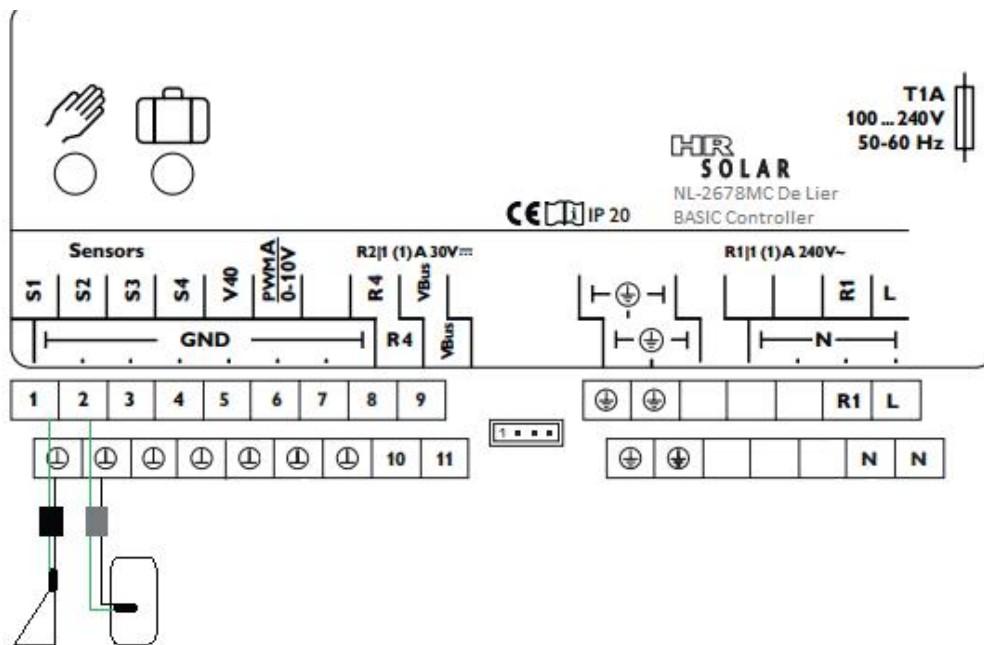 T1A
100 ... 240 V
50-60 Hz
HR
SOLAR
NL-2678MC De Lier
BASIC Controller
CE i IP 20
Sensors
R2|1 (1) A 30V⎓
R1|1 (1) A 240V~
S1 S2 S3 S4 V40 PWM A 0-10V R4 VBus R1 L
GND R4 VBus N
1 2 3 4 5 6 7 8 9 R1 L
1
10 11 N N